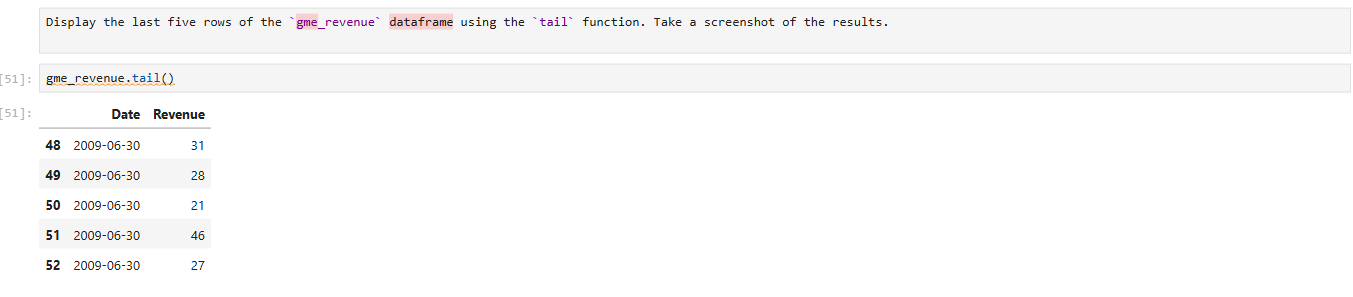 Display the last five rows of the `gme_revenue` dataframe using the `tail` function. Take a screenshot of the results.
[51]: gme_revenue.tail()
[51]:
Date Revenue
48 2009-06-30 31
49 2009-06-30 28
50 2009-06-30 21
51 2009-06-30 46
52 2009-06-30 27